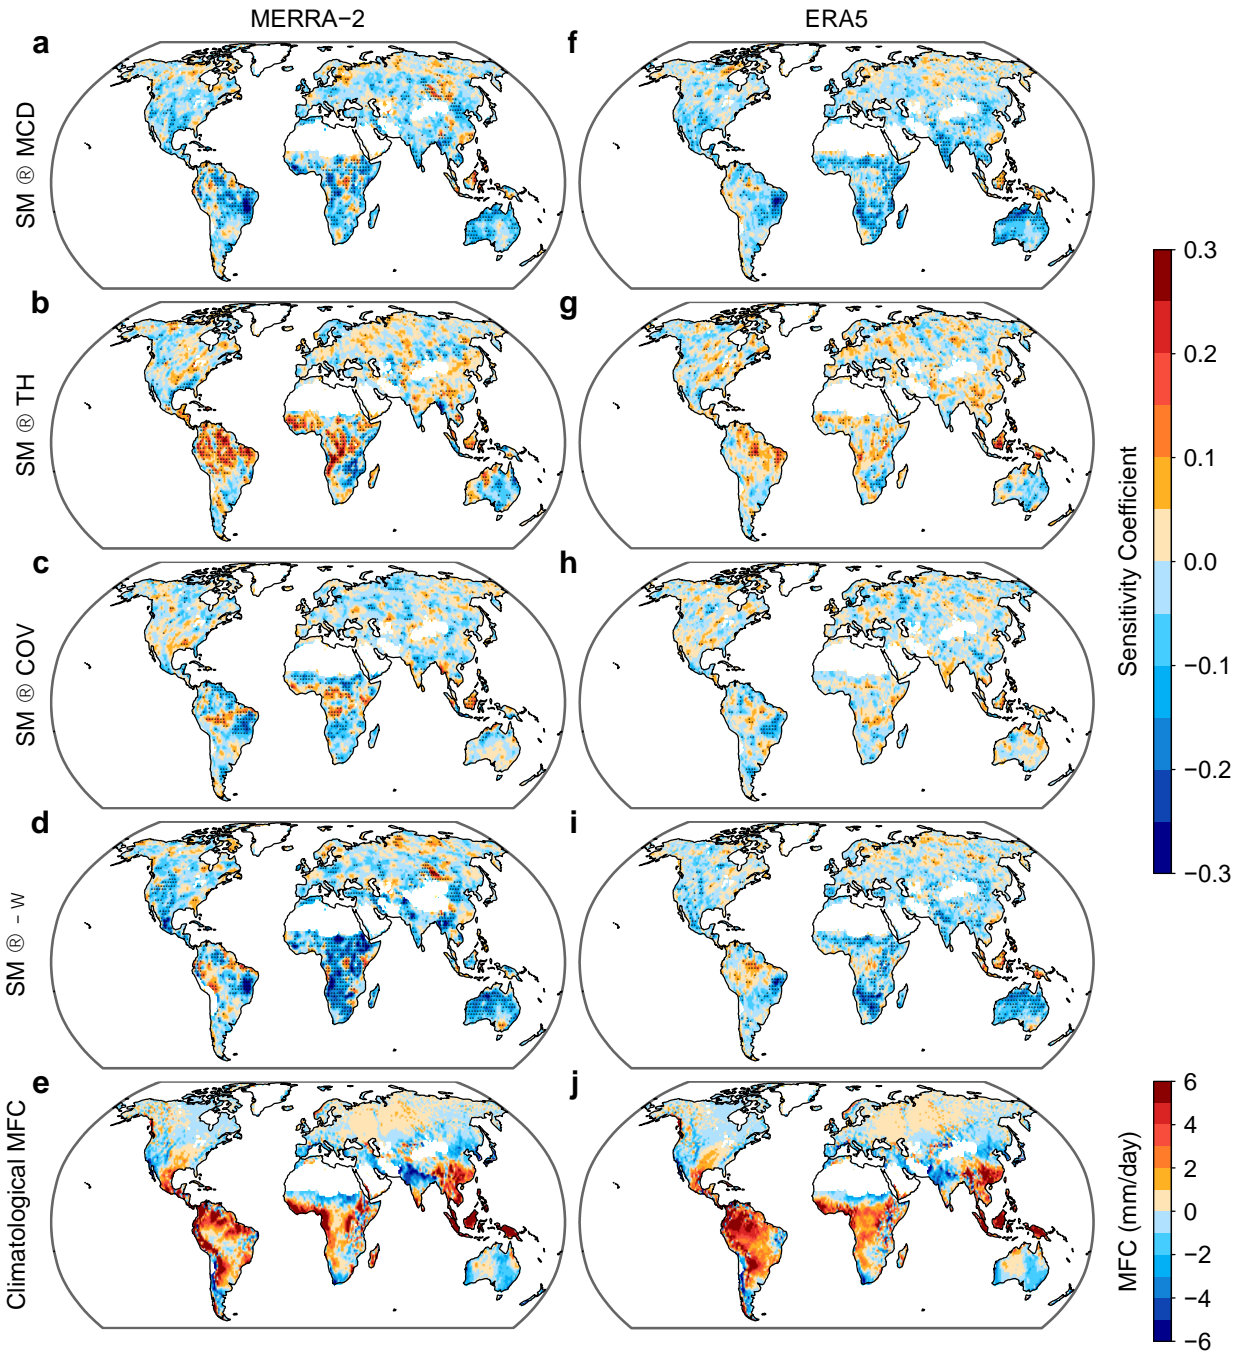 MERRA−2
ERA5
a
f
SM ® MCD
b
g
SM ® TH
c
h
SM ® COV
d
i
SM ® - W
e
j
Climatological MFC
0.3
0.2
0.1
0.0
−0.1
−0.2
−0.3
Sensitivity Coefficient
6
4
2
0
−2
−4
−6
MFC (mm/day)